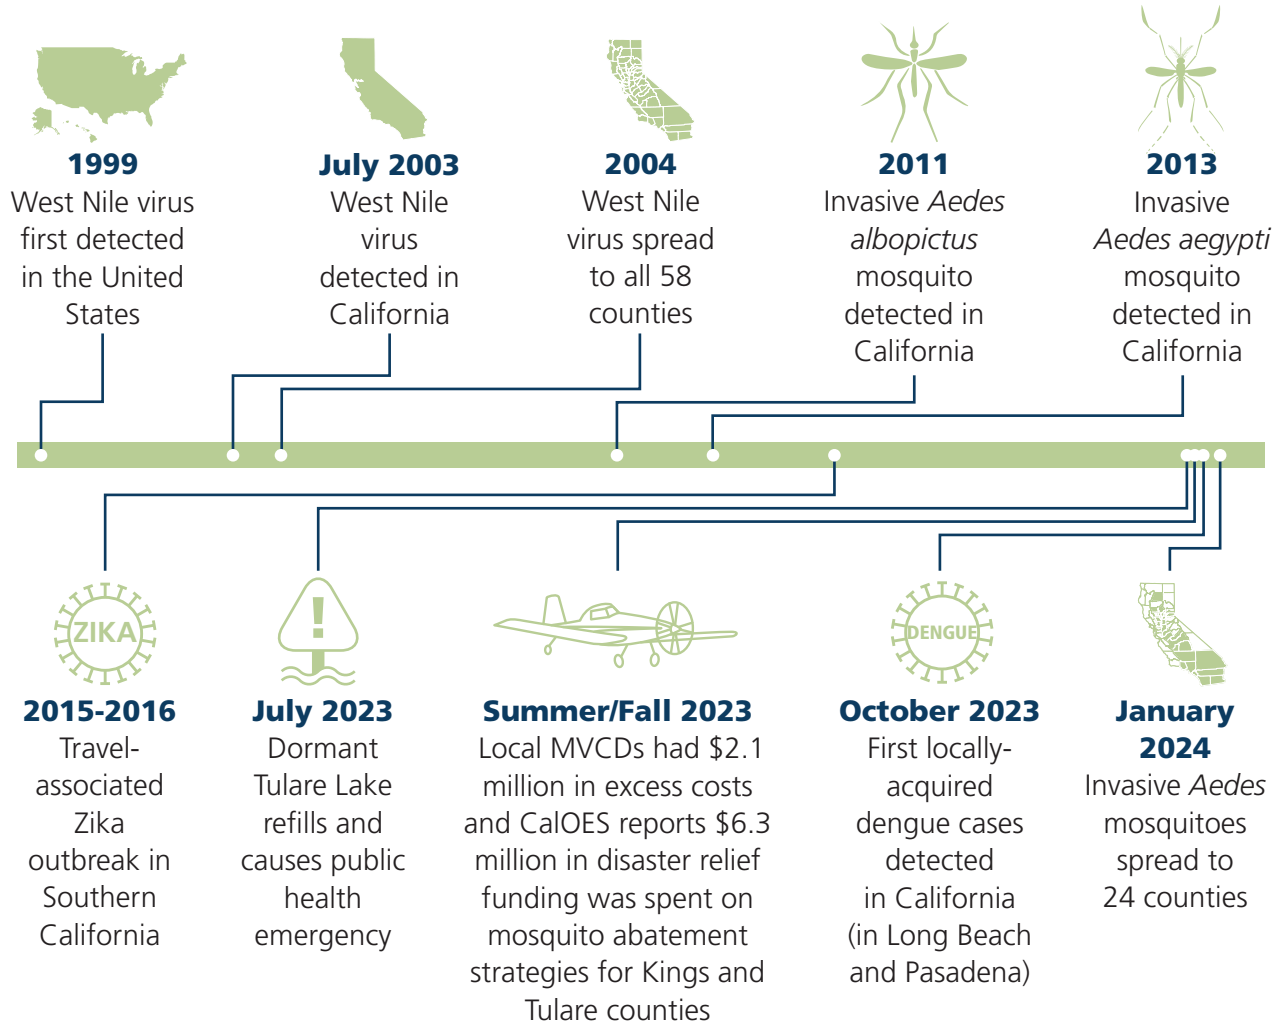 1999
West Nile virus
first detected
in the United
States
July 2003
West Nile
virus
detected in
California
2004
West Nile
virus spread
to all 58
counties
2011
Invasive Aedes
albopictus
mosquito
detected in
California
2013
Invasive
Aedes aegypti
mosquito
detected in
California
ZIKA
2015-2016
Travel-
associated
Zika
outbreak in
Southern
California
!
July 2023
Dormant
Tulare Lake
refills and
causes public
health
emergency
Summer/Fall 2023
Local MVCDs had $2.1
million in excess costs
and CalOES reports $6.3
million in disaster relief
funding was spent on
mosquito abatement
strategies for Kings and
Tulare counties
DENGUE
October 2023
First locally-
acquired
dengue cases
detected
in California
(in Long Beach
and Pasadena)
January
2024
Invasive Aedes
mosquitoes
spread to
24 counties